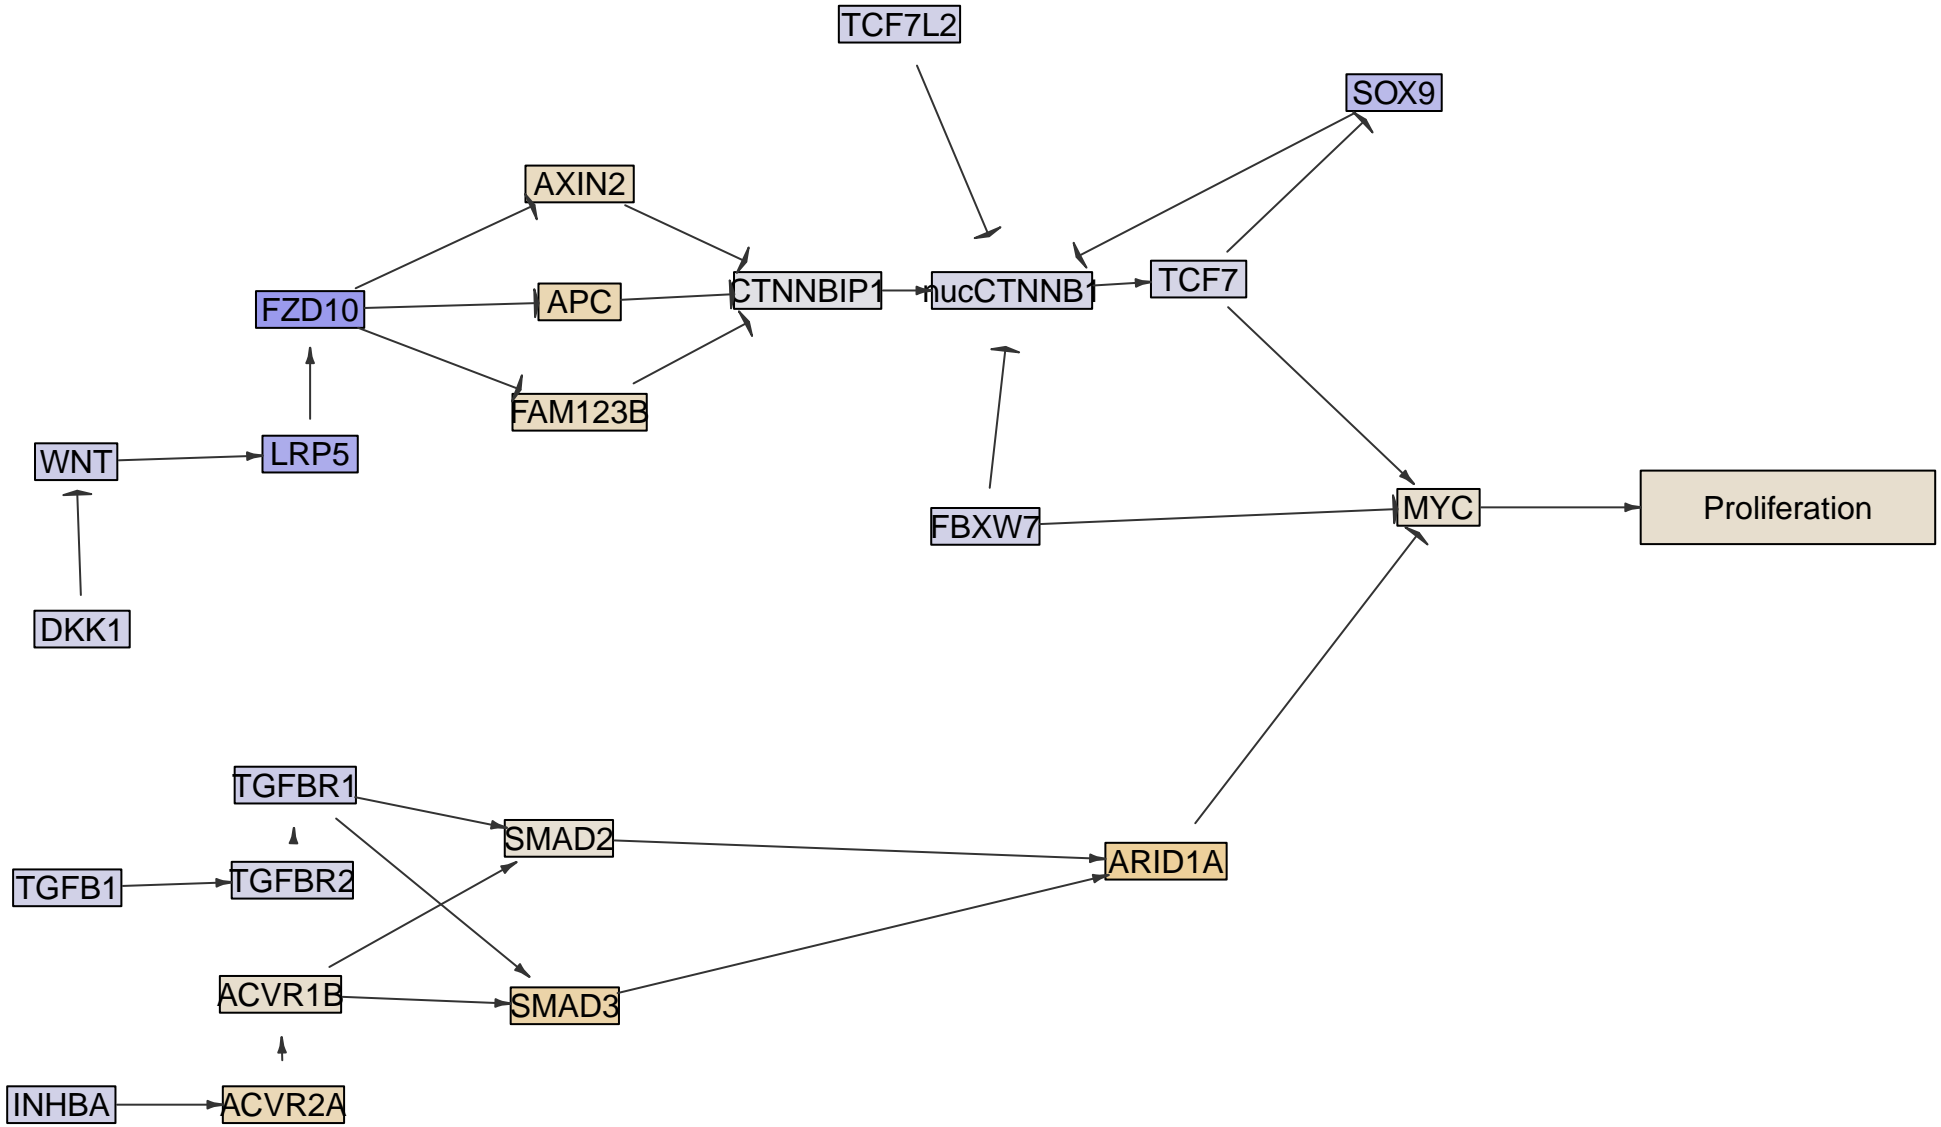 TCF7L2
SOX9
AXIN2
TCF7
CTNNBIP1
nucCTNNB1
APC
FZD10
FAM123B
LRP5
WNT
MYC
Proliferation
FBXW7
DKK1
TGFBR1
SMAD2
ARID1A
TGFBR2
TGFB1
ACVR1B
SMAD3
INHBA
ACVR2A